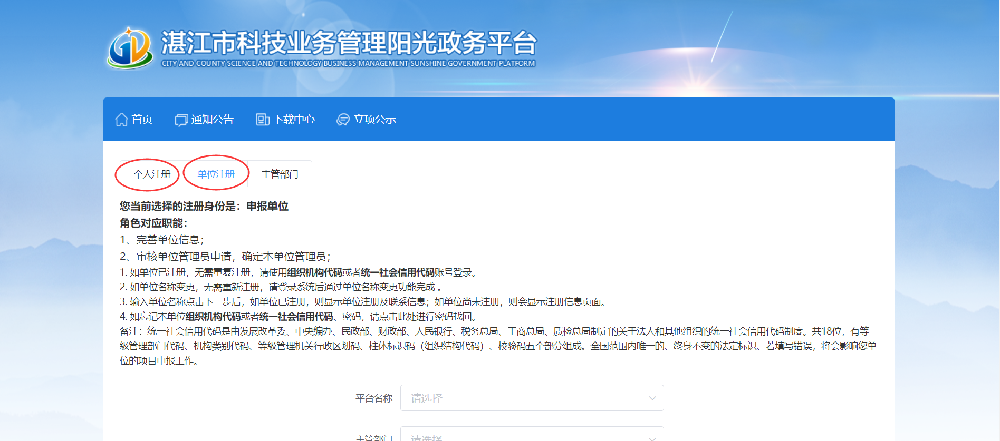 湛江市科技业务管理阳光政务平台
CITY AND COUNTY SCIENCE AND TECHNOLOGY BUSINESS MANAGEMENT SUNSHINE GOVERNMENT PLATFORM
首页 通知公告 下载中心 立项公示
个人注册 单位注册 主管部门
您当前选择的注册身份是：申报单位
角色对应职能：
1、完善单位信息；
2、审核单位管理员申请，确定本单位管理员；
1. 如单位已注册，无需重复注册，请使用组织机构代码或者统一社会信用代码账号登录。
2. 如单位名称变更，无需重新注册，请登录系统后通过单位名称变更功能完成 。
3. 输入单位名称点击下一步后，如单位已注册，则显示单位注册及联系信息；如单位尚未注册，则会显示注册信息页面。
4. 如忘记本单位组织机构代码或者统一社会信用代码、密码，请点击此处进行密码找回。
备注：统一社会信用代码是由发展改革委、中央编办、民政部、财政部、人民银行、税务总局、工商总局、质检总局制定的关于法人和其他组织的统一社会信用代码制度。共18位，有等
级管理部门代码、机构类别代码、等级管理机关行政区划码、柱体标识码（组织结构代码）、校验码五个部分组成。全国范围内唯一的、终身不变的法定标识、若填写错误，将会影响您单
位的项目申报工作。
平台名称 请选择
主管部门 请选择